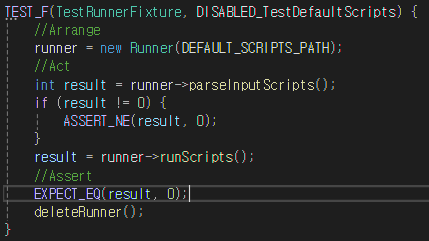 TEST_F(TestRunnerFixture, DISABLED_TestDefaultScripts) {
//Arrange
runner = new Runner(DEFAULT_SCRIPTS_PATH);
//Act
int result = runner->parseInputScripts();
if (result != 0) {
ASSERT_NE(result, 0);
}
result = runner->runScripts();
//Assert
EXPECT_EQ(result, 0);
deleteRunner();
}